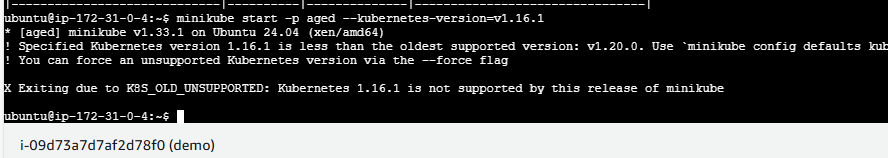 |--------------------------|----------|--------------|--------------------------------|
ubuntu@ip-172-31-0-4:~$ minikube start -p aged --kubernetes-version=v1.16.1
* [aged] minikube v1.33.1 on Ubuntu 24.04 (xen/amd64)
! Specified Kubernetes version 1.16.1 is less than the oldest supported version: v1.20.0. Use `minikube config defaults kub
! You can force an unsupported Kubernetes version via the --force flag
X Exiting due to K8S_OLD_UNSUPPORTED: Kubernetes 1.16.1 is not supported by this release of minikube
ubuntu@ip-172-31-0-4:~$
i-09d73a7d7af2d78f0 (demo)